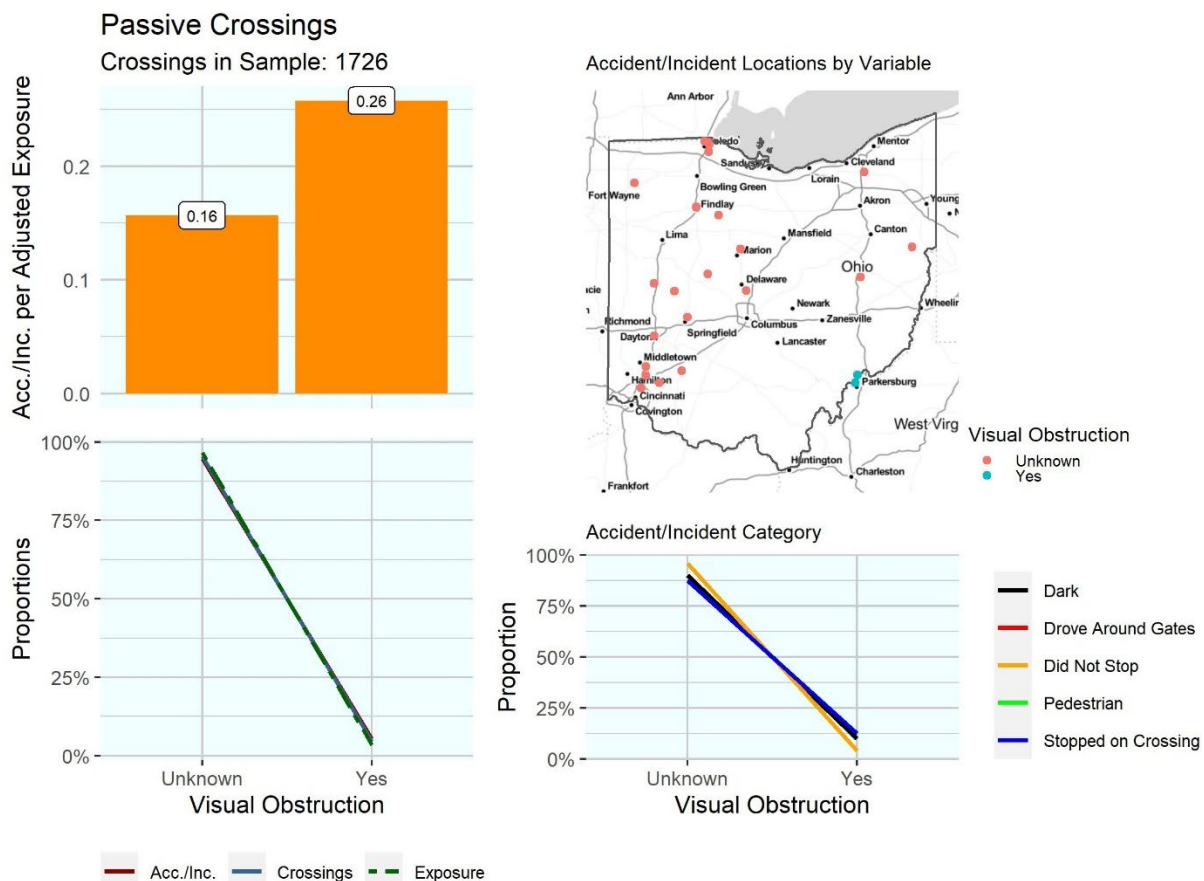 Passive Crossings
Crossings in Sample: 1726
Acc./Inc. per Adjusted Exposure
0.2
0.1
0.0
0.16
0.26
Proportions
100%
75%
50%
25%
0%
Unknown
Yes
Visual Obstruction
Acc./Inc.
Crossings
Exposure
Accident/Incident Locations by Variable
Ann Arbor
Mentor
oledo
Cleveland
Sandusky
Lorain
Bowling Green
Fort Wayne
Young
Akron
Findlay
N
Canton
Lima
Mansfield
Marion
Ohio
Delaware
cie
Newark
Wheelin
n
Richmond
Zanesville
Columbus
Springfield
Dayton
Lancaster
Middletown
Hamilton
Parkersburg
Cincinnati
Covington
West Virg
Huntington
Charleston
Frankfort
Visual Obstruction
Unknown
Yes
Accident/Incident Category
Proportion
100%
75%
50%
25%
0%
Unknown
Yes
Visual Obstruction
Dark
Drove Around Gates
Did Not Stop
Pedestrian
Stopped on Crossing